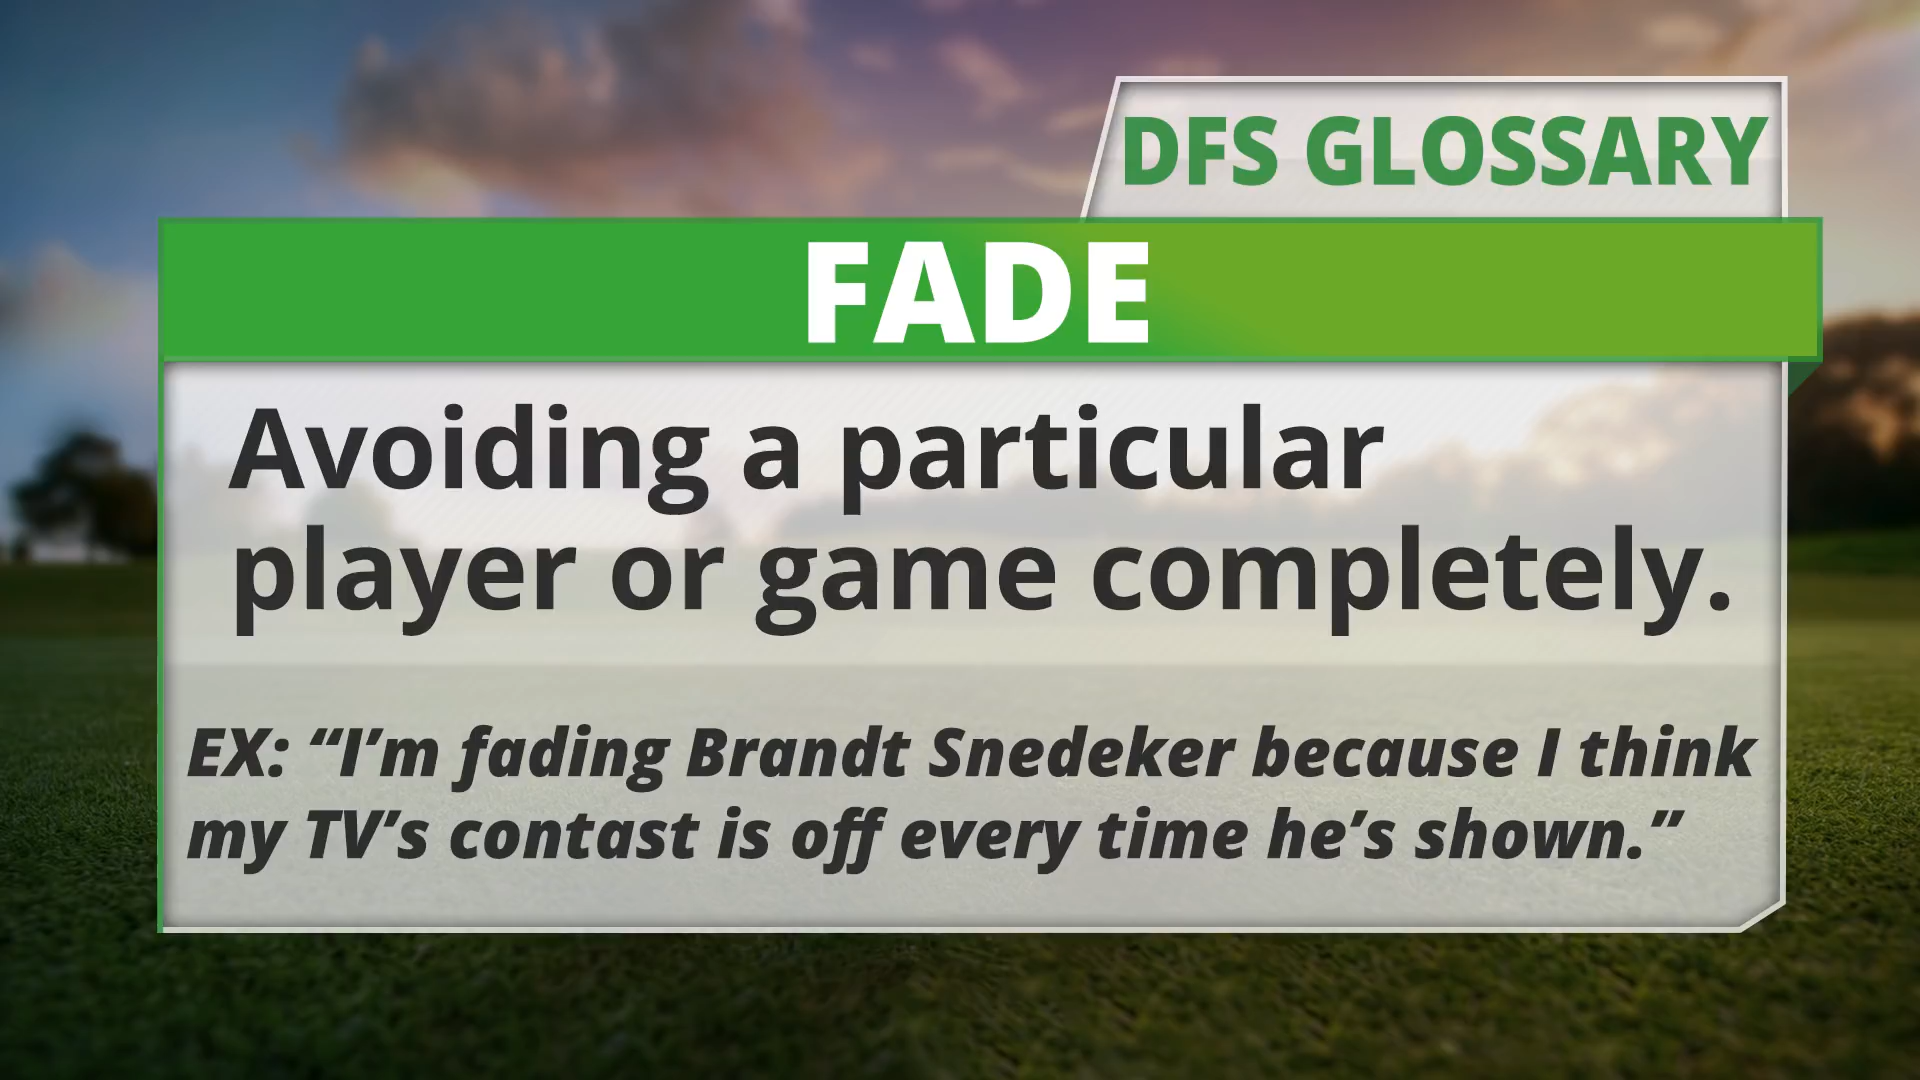 DFS GLOSSARY
FADE
Avoiding a particular
player or game completely.
EX: “I’m fading Brandt Snedeker because I think
my TV’s contast is off every time he’s shown.”